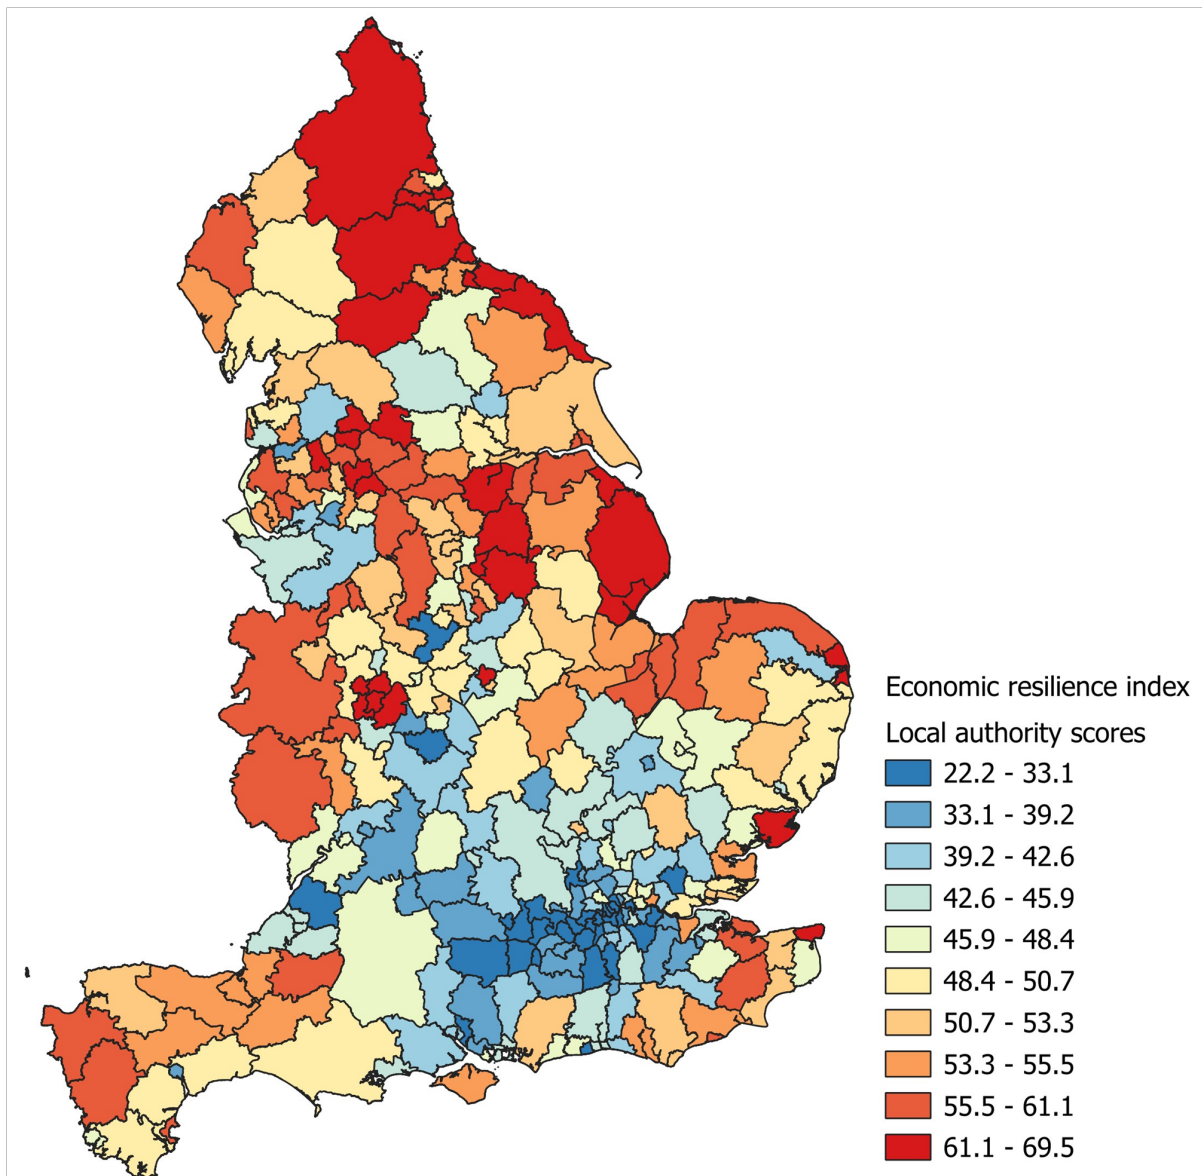 Economic resilience index
Local authority scores
22.2 - 33.1
33.1 - 39.2
39.2 - 42.6
42.6 - 45.9
45.9 - 48.4
48.4 - 50.7
50.7 - 53.3
53.3 - 55.5
55.5 - 61.1
61.1 - 69.5